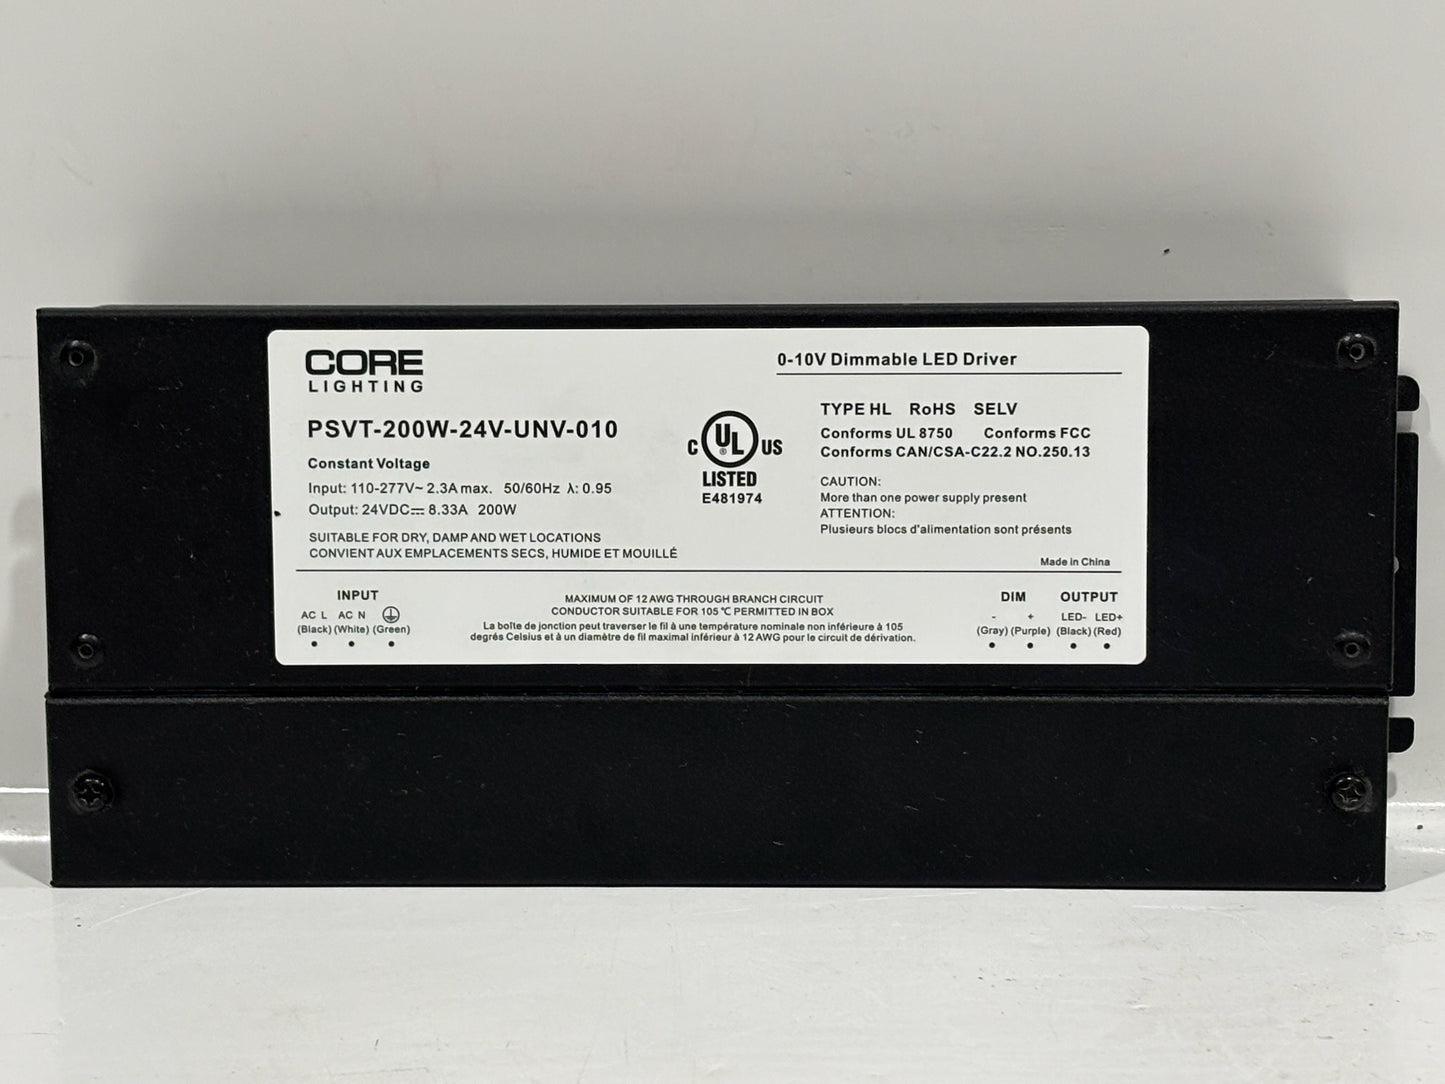 CORE
LIGHTING
0-10V Dimmable LED Driver
PSVT-200W-24V-UNV-010
Constant Voltage
Input: 110-277V~ 2.3A max. 50/60Hz λ: 0.95
Output: 24VDC⎓ 8.33A 200W
SUITABLE FOR DRY, DAMP AND WET LOCATIONS
CONVIENT AUX EMPLACEMENTS SECS, HUMIDE ET MOUILLÉ
C UL US
®
LISTED
E481974
TYPE HL RoHS SELV
Conforms UL 8750 Conforms FCC
Conforms CAN/CSA-C22.2 NO.250.13
CAUTION:
More than one power supply present
ATTENTION:
Plusieurs blocs d'alimentation sont présents
Made in China
INPUT
AC L AC N
(Black) (White) (Green)
MAXIMUM OF 12 AWG THROUGH BRANCH CIRCUIT
CONDUCTOR SUITABLE FOR 105 ℃ PERMITTED IN BOX
La boîte de jonction peut traverser le fil à une température nominale non inférieure à 105
degrés Celsius et à un diamètre de fil maximal inférieur à 12 AWG pour le circuit de dérivation.
DIM OUTPUT
- + LED- LED+
(Gray) (Purple) (Black) (Red)